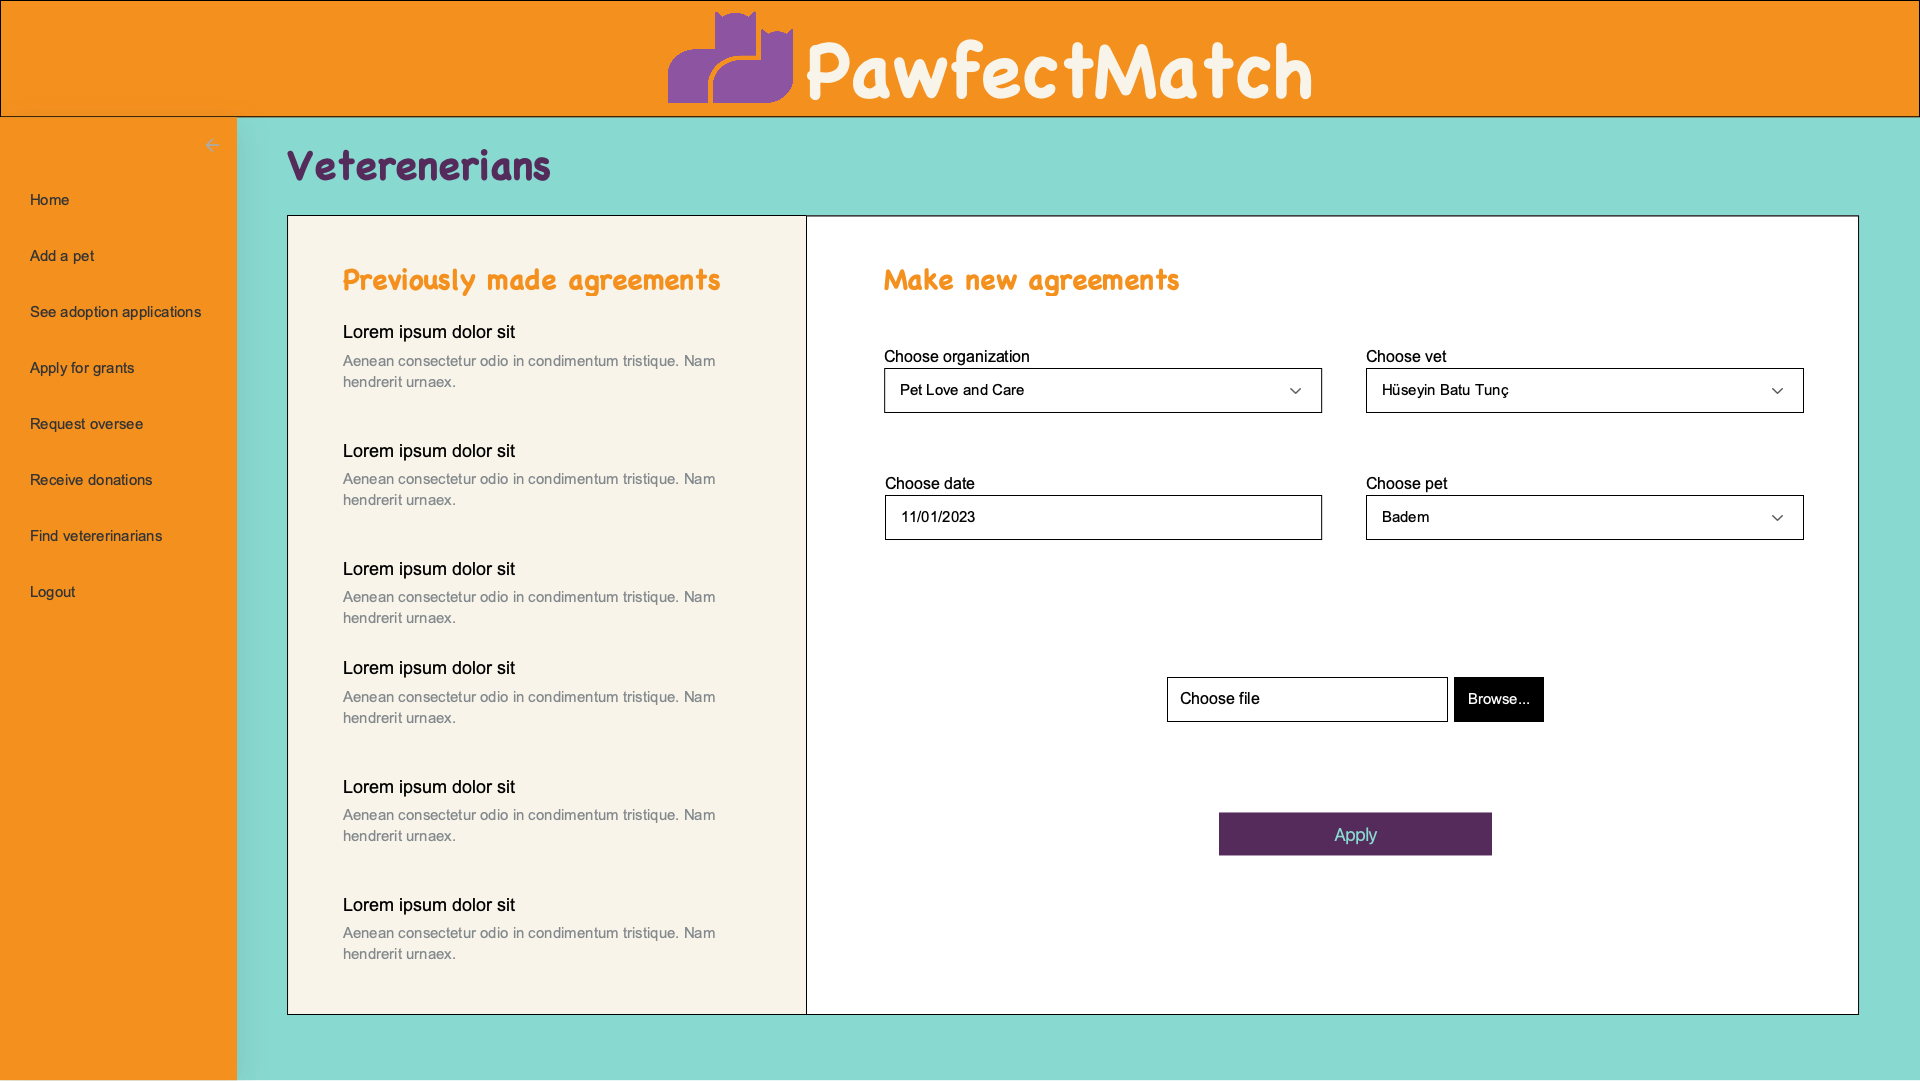 PawfectMatch
Home
Add a pet
See adoption applications
Apply for grants
Request oversee
Receive donations
Find vetererinarians
Logout
Veterenerians
Previously made agreements
Lorem ipsum dolor sit
Aenean consectetur odio in condimentum tristique. Nam
hendrerit urnaex.
Lorem ipsum dolor sit
Aenean consectetur odio in condimentum tristique. Nam
hendrerit urnaex.
Lorem ipsum dolor sit
Aenean consectetur odio in condimentum tristique. Nam
hendrerit urnaex.
Lorem ipsum dolor sit
Aenean consectetur odio in condimentum tristique. Nam
hendrerit urnaex.
Lorem ipsum dolor sit
Aenean consectetur odio in condimentum tristique. Nam
hendrerit urnaex.
Lorem ipsum dolor sit
Aenean consectetur odio in condimentum tristique. Nam
hendrerit urnaex.
Make new agreements
Choose organization
Pet Love and Care
Choose vet
Hüseyin Batu Tunç
Choose date
11/01/2023
Choose pet
Badem
Choose file
Browse...
Apply